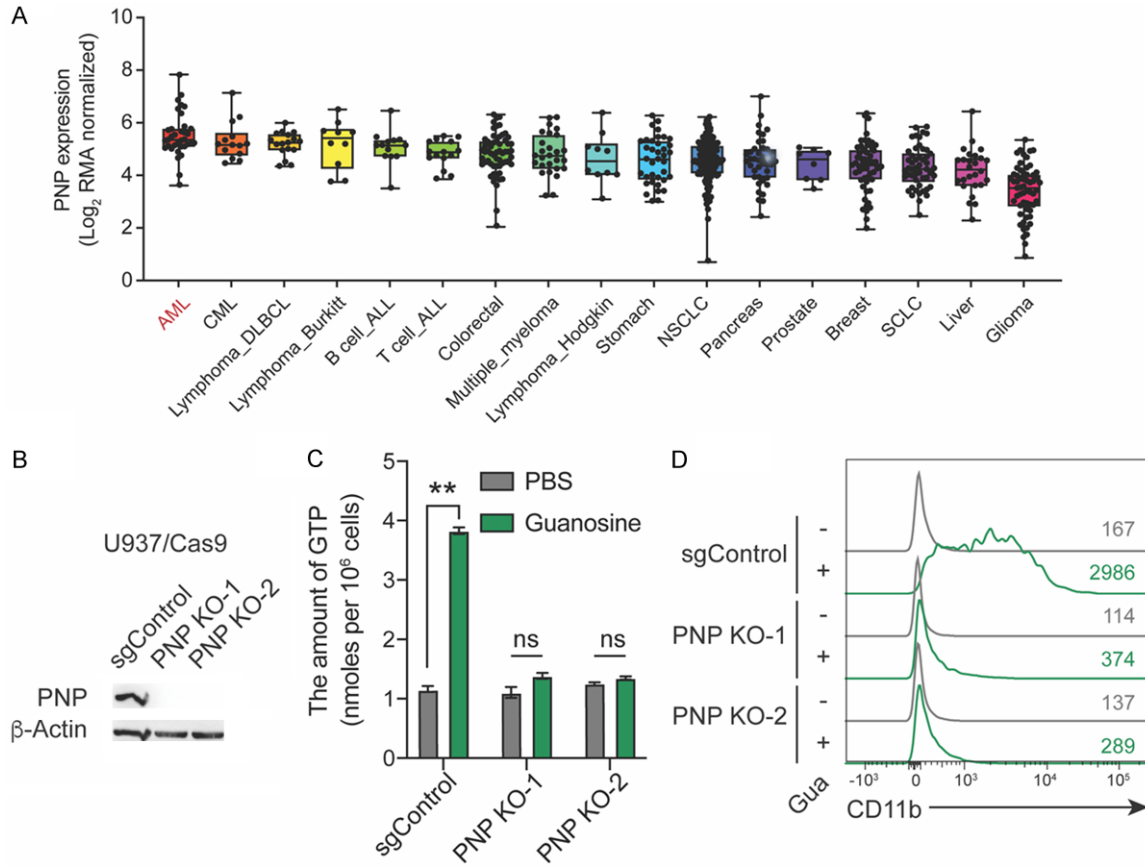 A
PNP expression
(Log2 RMA normalized)
10
8
6
4
2
0
AML
CML
Lymphoma_DLBCL
Lymphoma_Burkitt
B cell_ALL
T cell_ALL
Colorectal
Multiple_myeloma
Lymphoma_Hodgkin
Stomach
NSCLC
Pancreas
Prostate
Breast
SCLC
Liver
Glioma
B
U937/Cas9
sgControl
PNP KO-1
PNP KO-2
PNP
β-Actin
C
The amount of GTP
(nmoles per 10⁶ cells)
5
4
3
2
1
0
**
ns
ns
PBS
Guanosine
sgControl
PNP KO-1
PNP KO-2
D
sgControl
- 167
+ 2986
PNP KO-1
- 114
+ 374
PNP KO-2
- 137
+ 289
Gua
-10³ 0 10³ 10⁴ 10⁵
CD11b